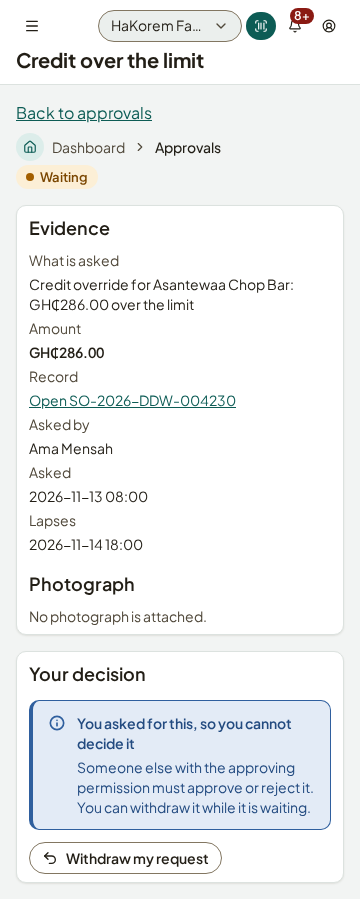 HaKorem Fa...
8+
Credit over the limit
Back to approvals
Dashboard
Approvals
Waiting
Evidence
What is asked
Credit override for Asantewaa Chop Bar:
GH₵286.00 over the limit
Amount
GH₵286.00
Record
Open SO-2026-DDW-004230
Asked by
Ama Mensah
Asked
2026-11-13 08:00
Lapses
2026-11-14 18:00
Photograph
No photograph is attached.
Your decision
You asked for this, so you cannot
decide it
Someone else with the approving
permission must approve or reject it.
You can withdraw it while it is waiting.
Withdraw my request